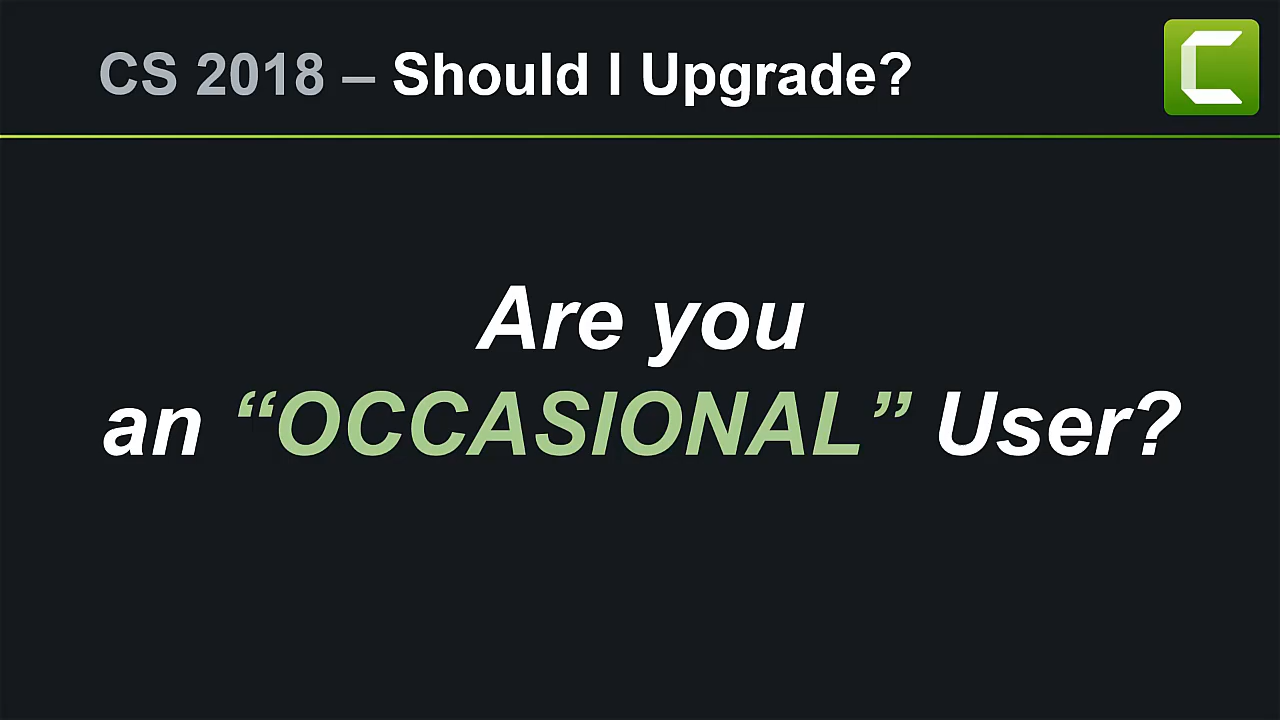 CS 2018 – Should I Upgrade?
Are you
an “OCCASIONAL” User?